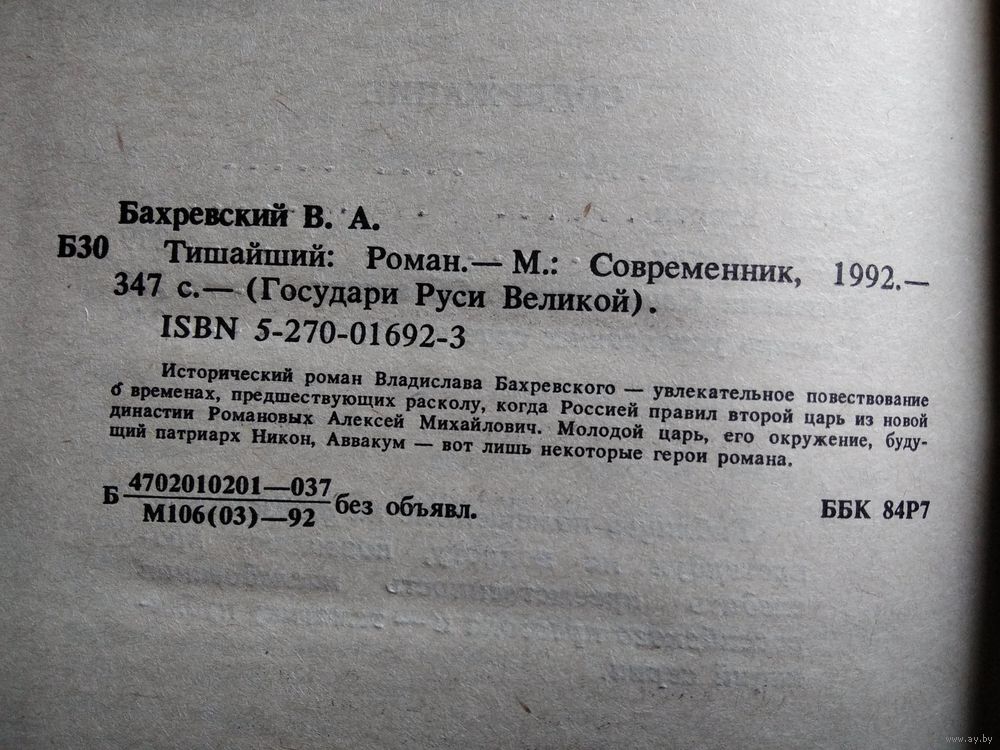 Бахревский В. А.
Б30 Тишайший: Роман.— М.: Современник, 1992.—
347 с.— (Государи Руси Великой).
ISBN 5-270-01692-3
Исторический роман Владислава Бахревского — увлекательное повествование
о временах, предшествующих расколу, когда Россией правил второй царь из новой
династии Романовых Алексей Михайлович. Молодой царь, его окружение, буду-
щий патриарх Никон, Аввакум — вот лишь некоторые герои романа.
Б 4702010201—037
М106(03)—92 без объявл. ББК 84Р7
www.ay.by